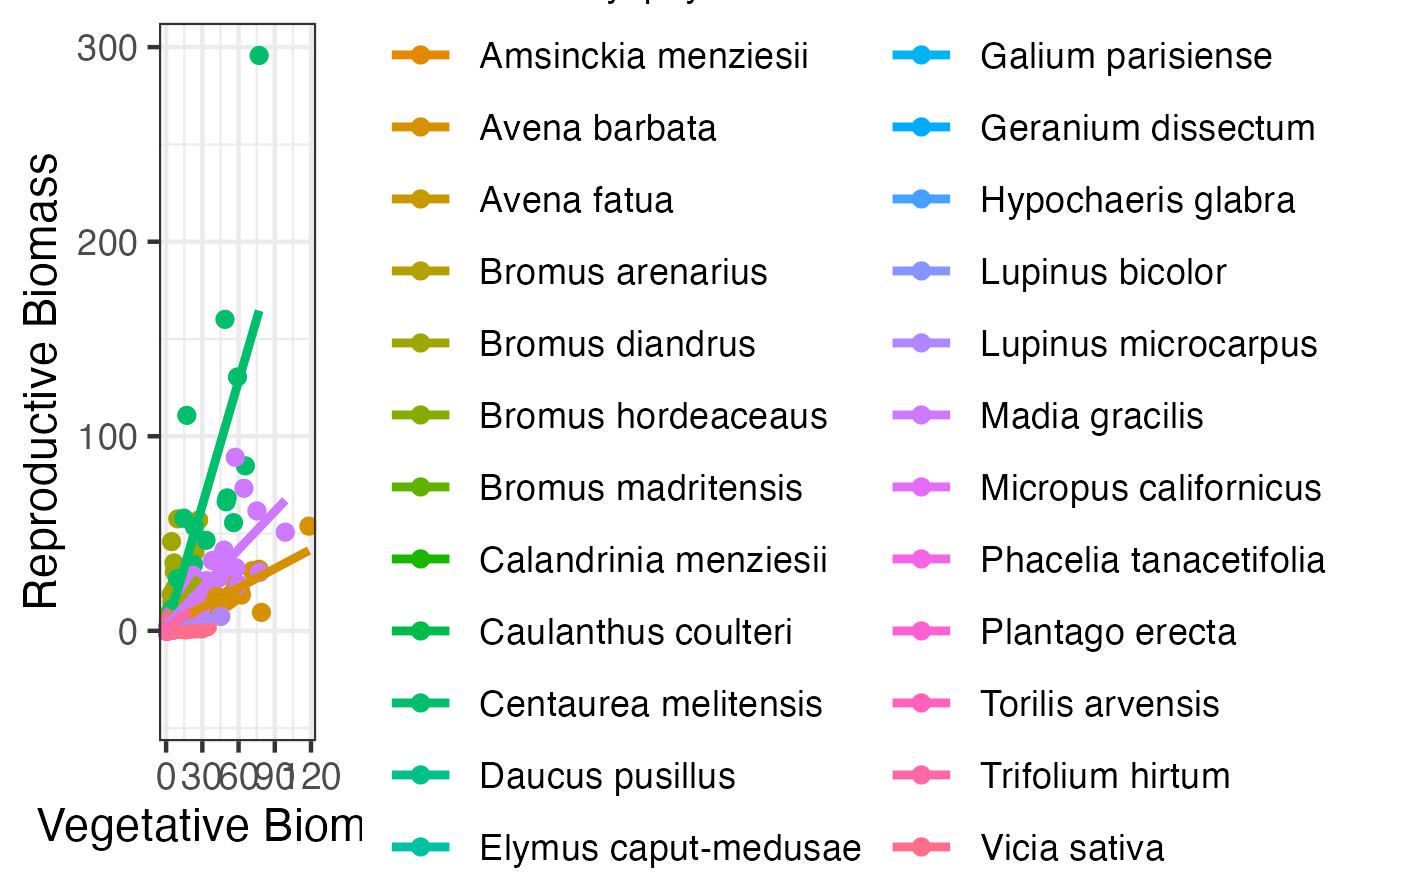 300
200
100
0
Reproductive Biomass
0 30 60 90 120
Vegetative Biom
Amsinckia menziesii
Avena barbata
Avena fatua
Bromus arenarius
Bromus diandrus
Bromus hordeaceaus
Bromus madritensis
Calandrinia menziesii
Caulanthus coulteri
Centaurea melitensis
Daucus pusillus
Elymus caput-medusae
Galium parisiense
Geranium dissectum
Hypochaeris glabra
Lupinus bicolor
Lupinus microcarpus
Madia gracilis
Micropus californicus
Phacelia tanacetifolia
Plantago erecta
Torilis arvensis
Trifolium hirtum
Vicia sativa